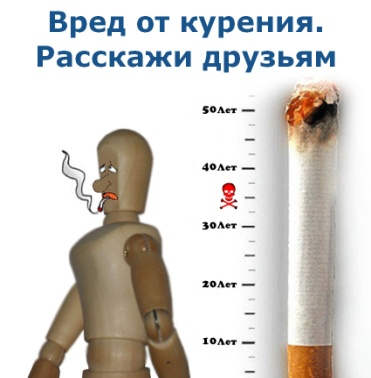 Вред от курения.
Расскажи друзьям
50Лет
40Лет
30Лет
20Лет
10Лет